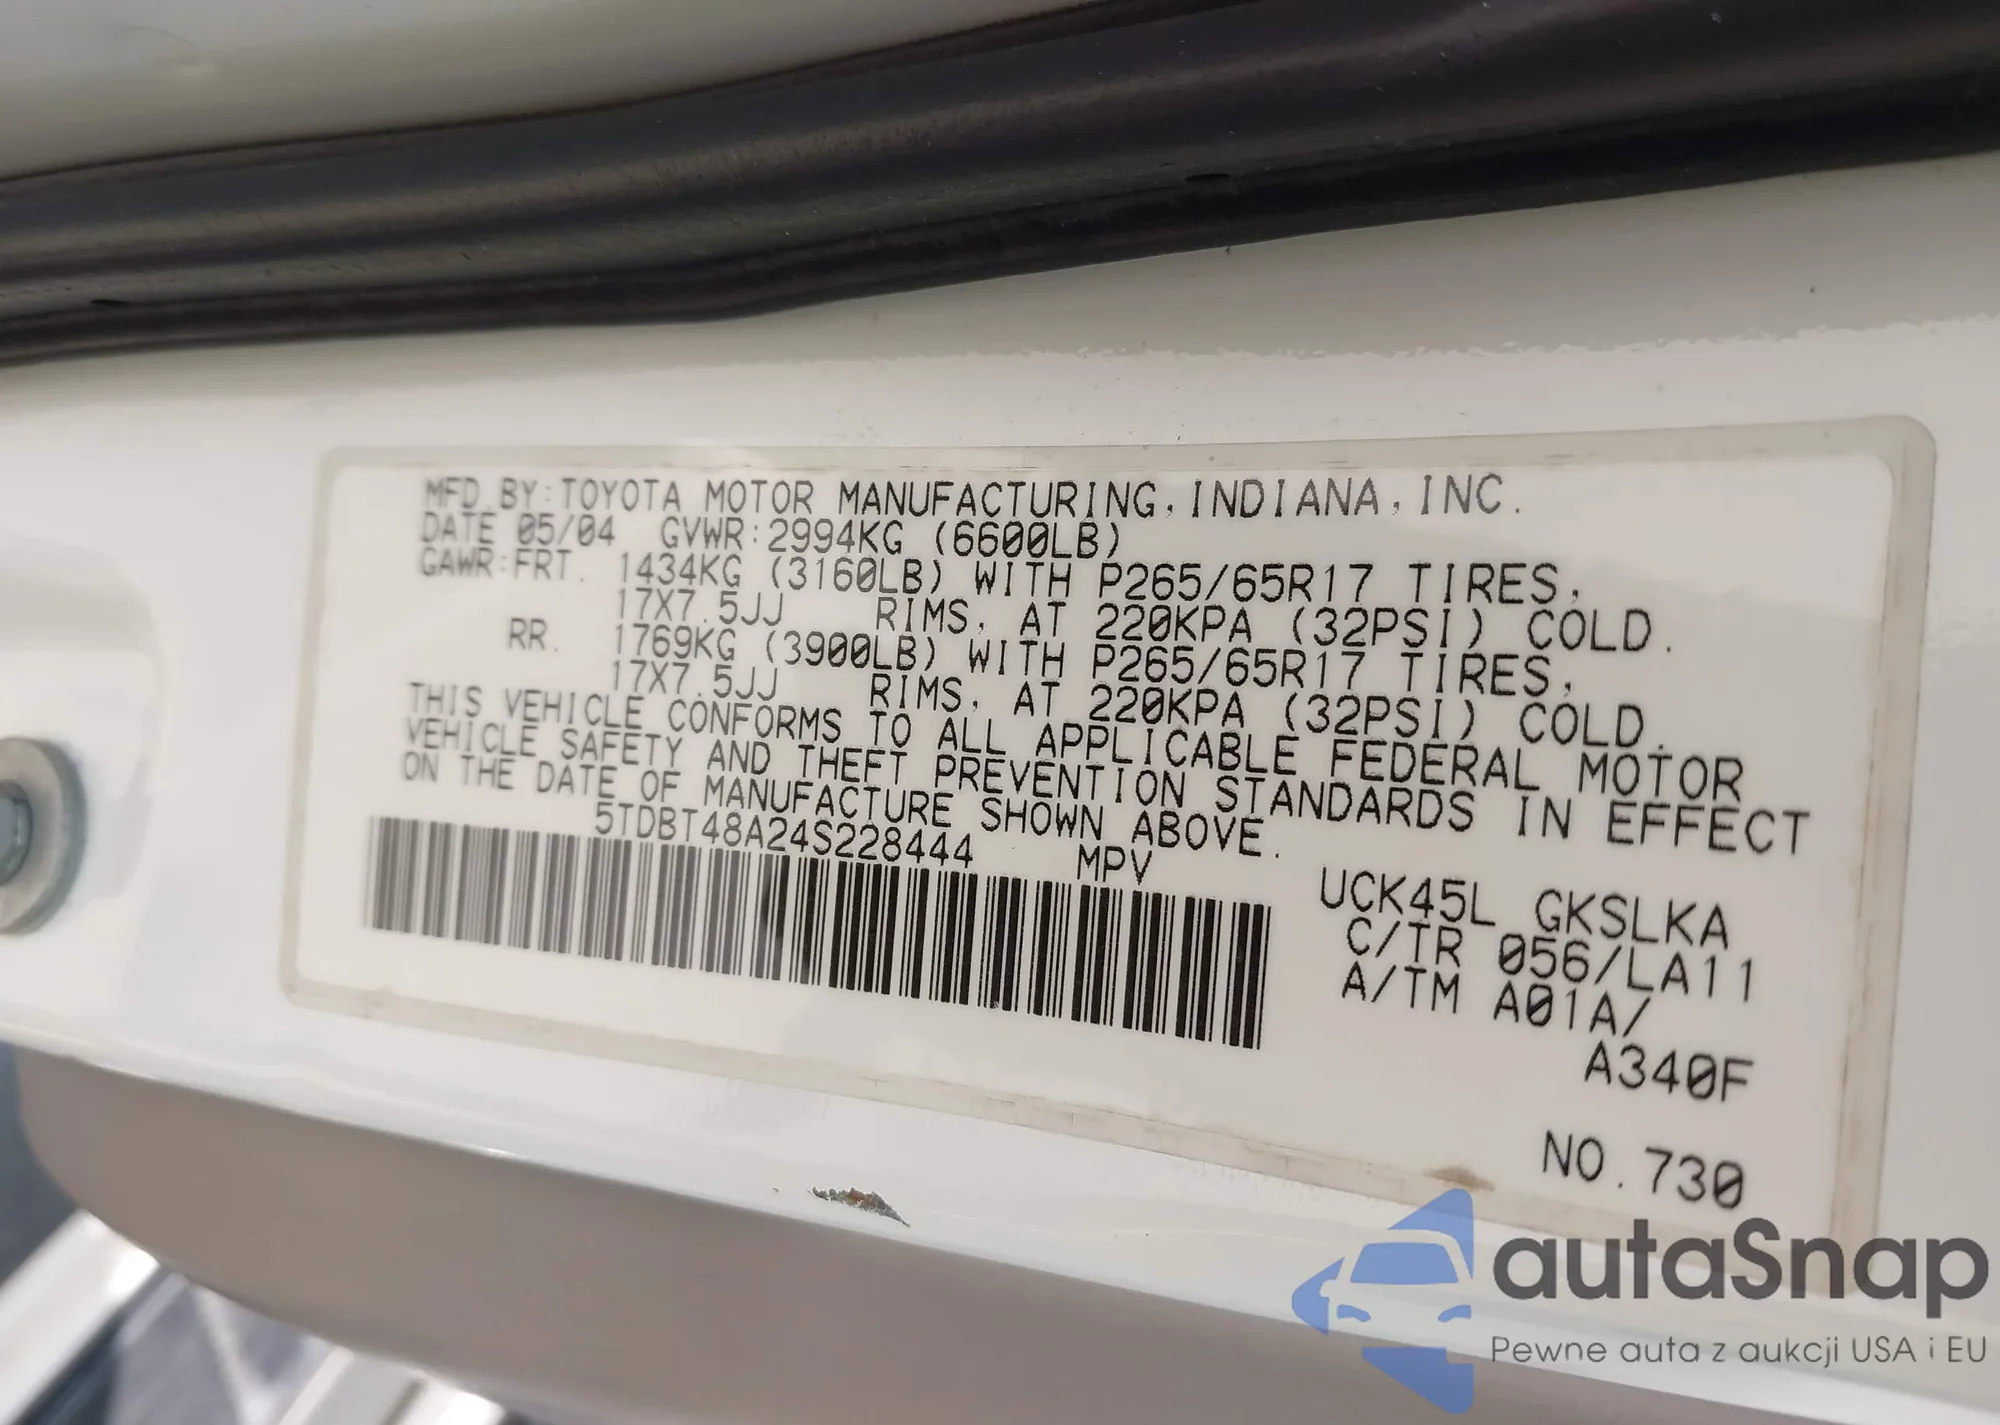 MFD.BY:TOYOTA MOTOR MANUFACTURING,INDIANA,INC.
DATE 05/04 GVWR:2994KG (6600LB)
GAWR:FRT. 1434KG (3160LB) WITH P265/65R17 TIRES,
17X7.5JJ RIMS, AT 220KPA (32PSI) COLD.
RR. 1769KG (3900LB) WITH P265/65R17 TIRES,
17X7.5JJ RIMS, AT 220KPA (32PSI) COLD.
THIS VEHICLE CONFORMS TO ALL APPLICABLE FEDERAL MOTOR
VEHICLE SAFETY AND THEFT PREVENTION STANDARDS IN EFFECT
ON THE DATE OF MANUFACTURE SHOWN ABOVE.
5TDBT48A24S228444 MPV
UCK45L GKSLKA
C/TR 056/LA11
A/TM A01A/
A340F
NO.730
autaSnap
Pewne auta z aukcji USA i EU